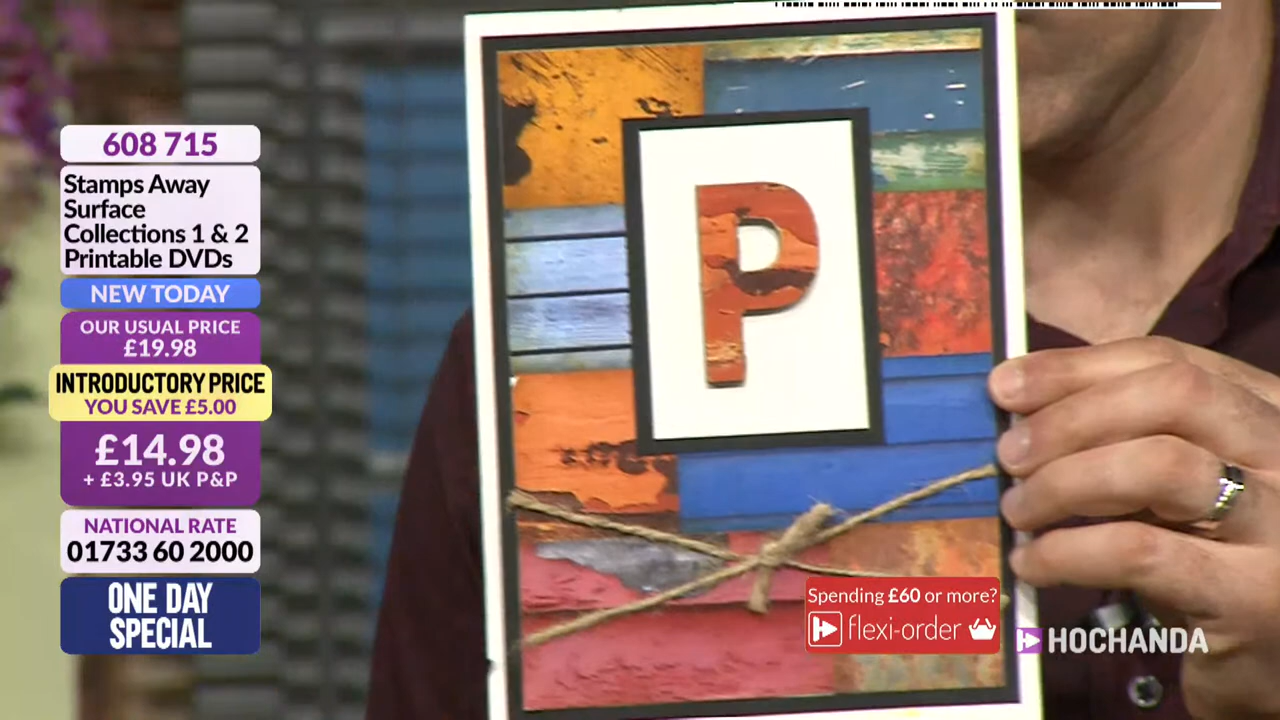 608 715
Stamps Away
Surface
Collections 1 & 2
Printable DVDs
NEW TODAY
OUR USUAL PRICE
£19.98
INTRODUCTORY PRICE
YOU SAVE £5.00
£14.98
+ £3.95 UK P&P
NATIONAL RATE
01733 60 2000
ONE DAY
SPECIAL
P
Spending £60 or more?
flexi-order
HOCHANDA